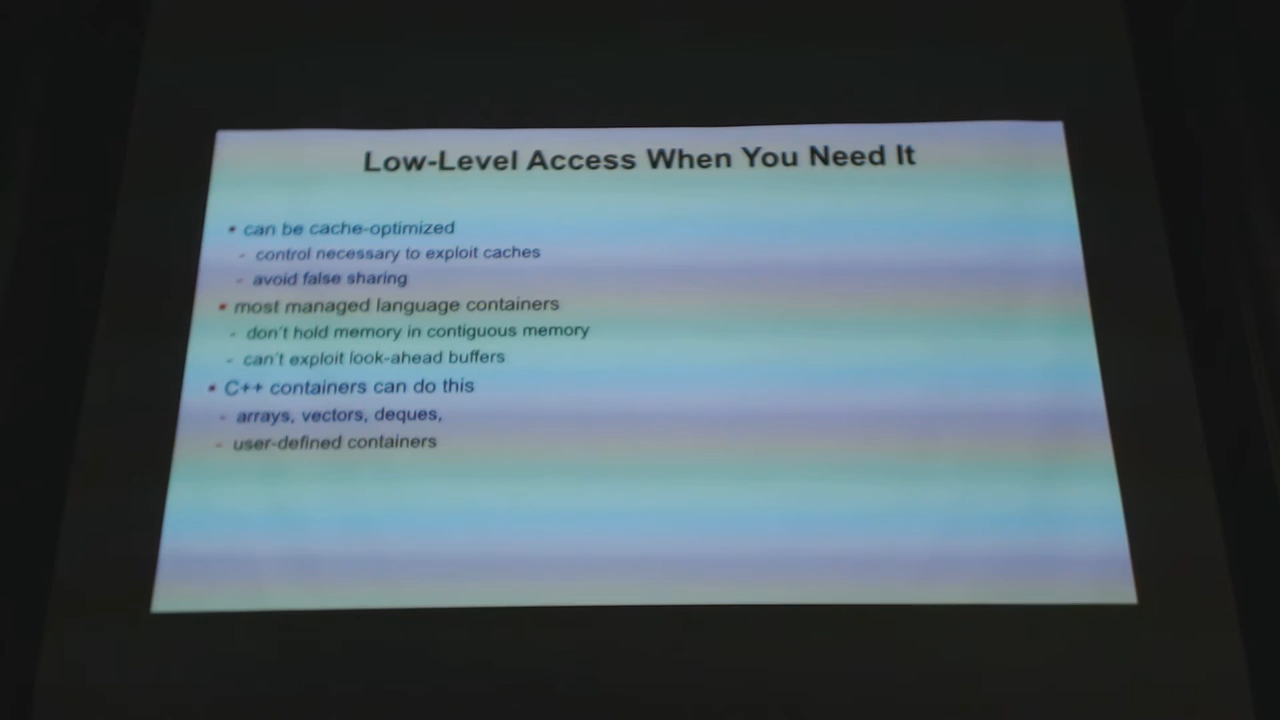 Low-Level Access When You Need It
• can be cache-optimized
- control necessary to exploit caches
- avoid false sharing
• most managed language containers
- don't hold memory in contiguous memory
- can't exploit look-ahead buffers
• C++ containers can do this
- arrays, vectors, deques,
- user-defined containers